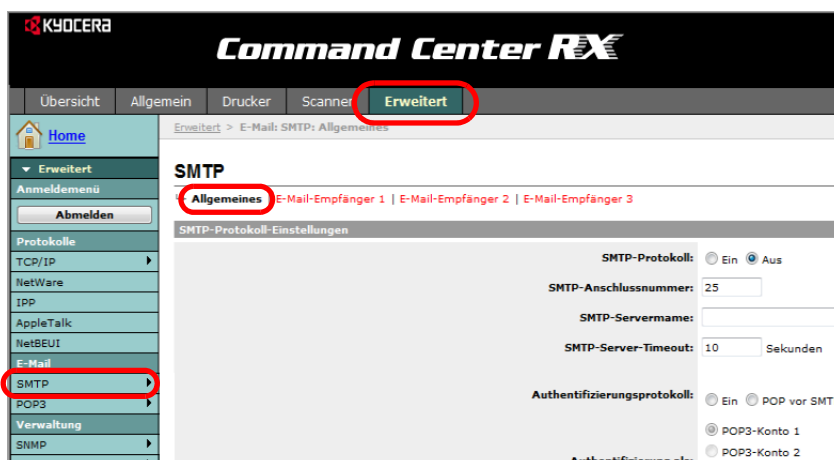 KYOCERA
Command Center RX
Übersicht Allgemein Drucker Scanner Erweitert
Home
Erweitert > E-Mail: SMTP: Allgemeines
Erweitert
SMTP
Anmeldemenü
Allgemeines E-Mail-Empfänger 1 | E-Mail-Empfänger 2 | E-Mail-Empfänger 3
Abmelden
SMTP-Protokoll-Einstellungen
Protokolle
TCP/IP
SMTP-Protokoll: Ein Aus
NetWare
SMTP-Anschlussnummer: 25
IPP
SMTP-Servername:
AppleTalk
NetBEUI
SMTP-Server-Timeout: 10 Sekunden
E-Mail
SMTP
Authentifizierungsprotokoll: Ein POP vor SMT
POP3
Verwaltung
POP3-Konto 1
SNMP
POP3-Konto 2
Authentifizierung als: